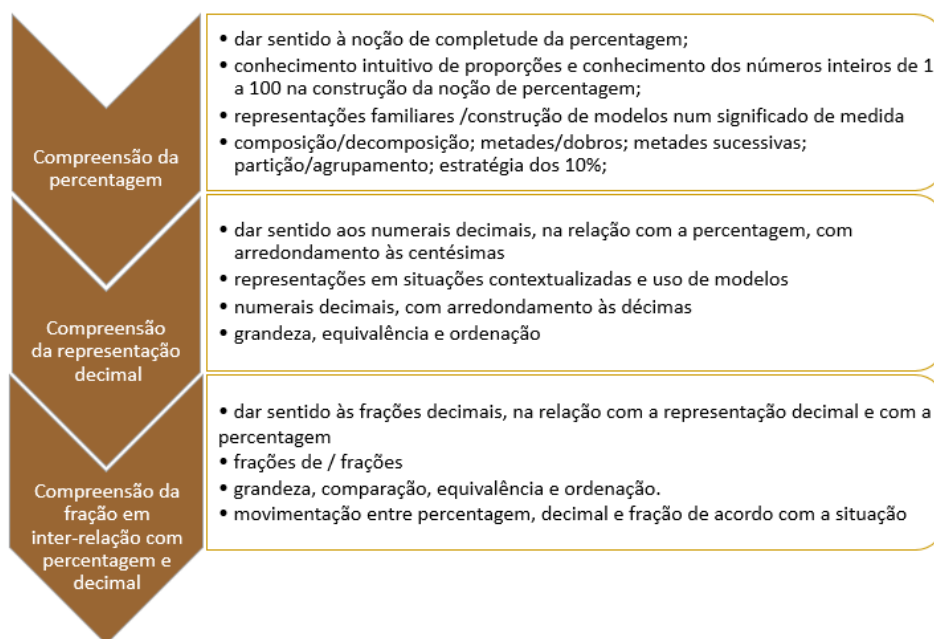 Compreensão da
percentagem
• dar sentido à noção de completude da percentagem;
• conhecimento intuitivo de proporções e conhecimento dos números inteiros de 1
a 100 na construção da noção de percentagem;
• representações familiares /construção de modelos num significado de medida
• composição/decomposição; metades/dobros; metades sucessivas;
partição/agrupamento; estratégia dos 10%;
Compreensão
da representação
decimal
• dar sentido aos numerais decimais, na relação com a percentagem, com
arredondamento às centésimas
• representações em situações contextualizadas e uso de modelos
• numerais decimais, com arredondamento às décimas
• grandeza, equivalência e ordenação
Compreensão da
fração em
inter-relação com
percentagem e
decimal
• dar sentido às frações decimais, na relação com a representação decimal e com a
percentagem
• frações de / frações
• grandeza, comparação, equivalência e ordenação.
• movimentação entre percentagem, decimal e fração de acordo com a situação